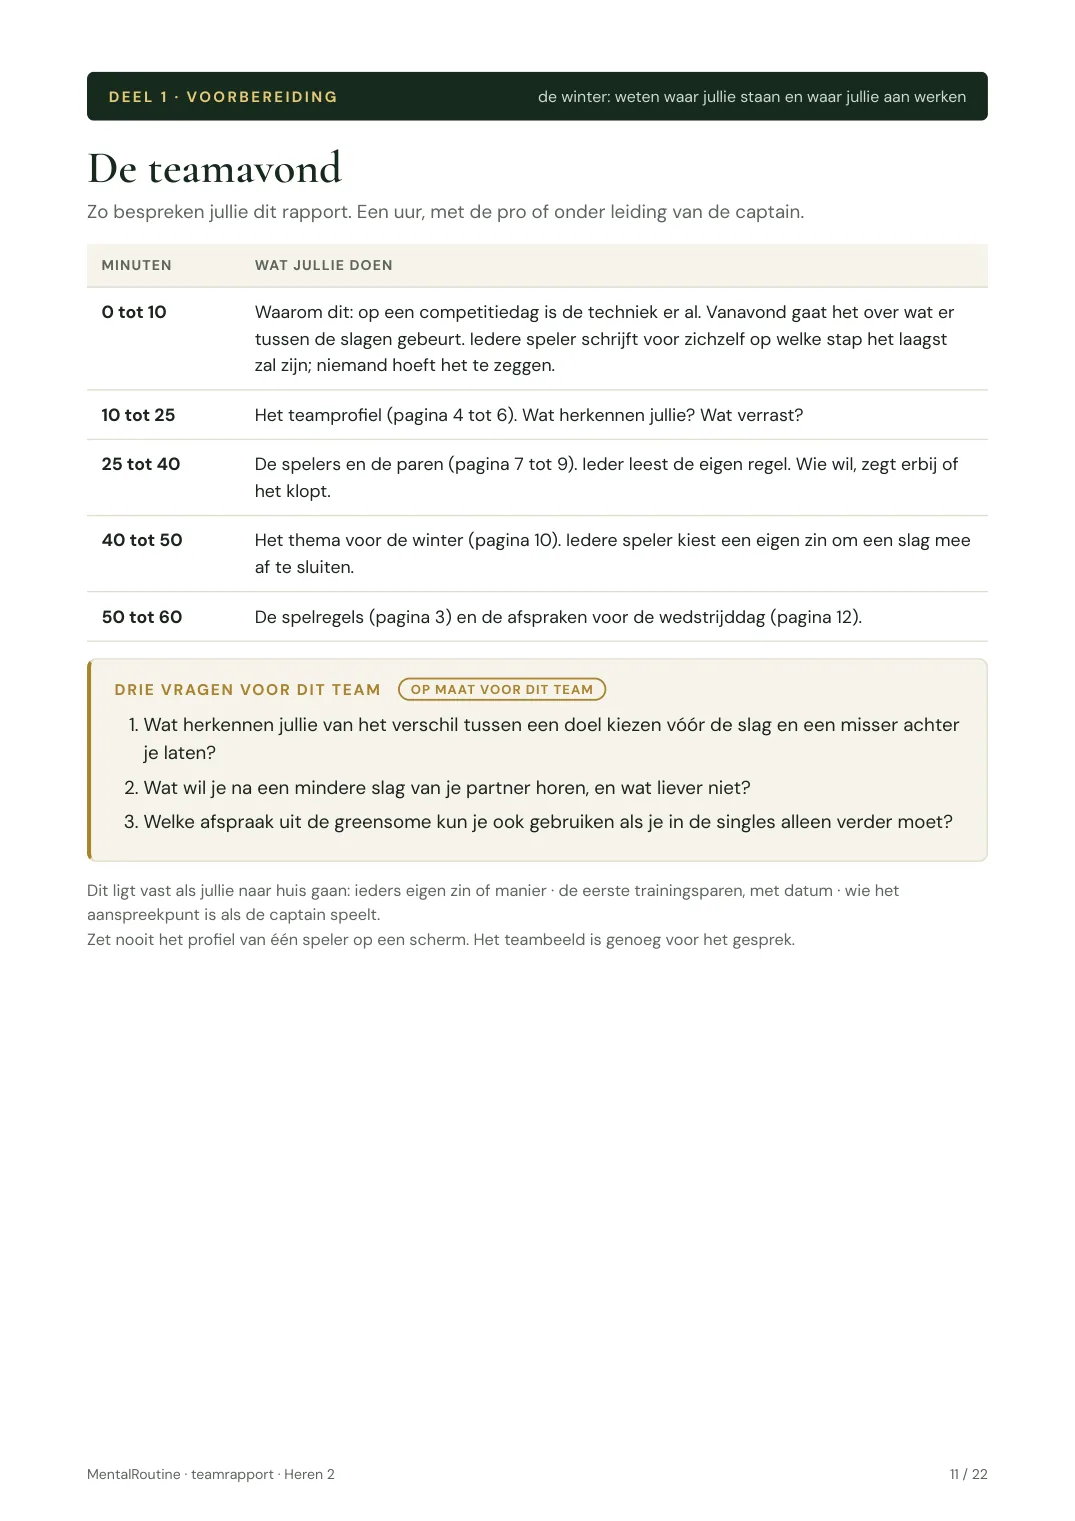 DEEL 1 · VOORBEREIDING
de winter: weten waar jullie staan en waar jullie aan werken
De teamavond
Zo bespreken jullie dit rapport. Een uur, met de pro of onder leiding van de captain.
MINUTEN WAT JULLIE DOEN
0 tot 10 Waarom dit: op een competitiedag is de techniek er al. Vanavond gaat het over wat er
tussen de slagen gebeurt. Iedere speler schrijft voor zichzelf op welke stap het laagst
zal zijn; niemand hoeft het te zeggen.
10 tot 25 Het teamprofiel (pagina 4 tot 6). Wat herkennen jullie? Wat verrast?
25 tot 40 De spelers en de paren (pagina 7 tot 9). Ieder leest de eigen regel. Wie wil, zegt erbij of
het klopt.
40 tot 50 Het thema voor de winter (pagina 10). Iedere speler kiest een eigen zin om een slag mee
af te sluiten.
50 tot 60 De spelregels (pagina 3) en de afspraken voor de wedstrijddag (pagina 12).
DRIE VRAGEN VOOR DIT TEAM OP MAAT VOOR DIT TEAM
1. Wat herkennen jullie van het verschil tussen een doel kiezen vóór de slag en een misser achter
je laten?
2. Wat wil je na een mindere slag van je partner horen, en wat liever niet?
3. Welke afspraak uit de greensome kun je ook gebruiken als je in de singles alleen verder moet?
Dit ligt vast als jullie naar huis gaan: ieders eigen zin of manier · de eerste trainingsparen, met datum · wie het
aanspreekpunt is als de captain speelt.
Zet nooit het profiel van één speler op een scherm. Het teambeeld is genoeg voor het gesprek.
MentalRoutine · teamrapport · Heren 2
11 / 22